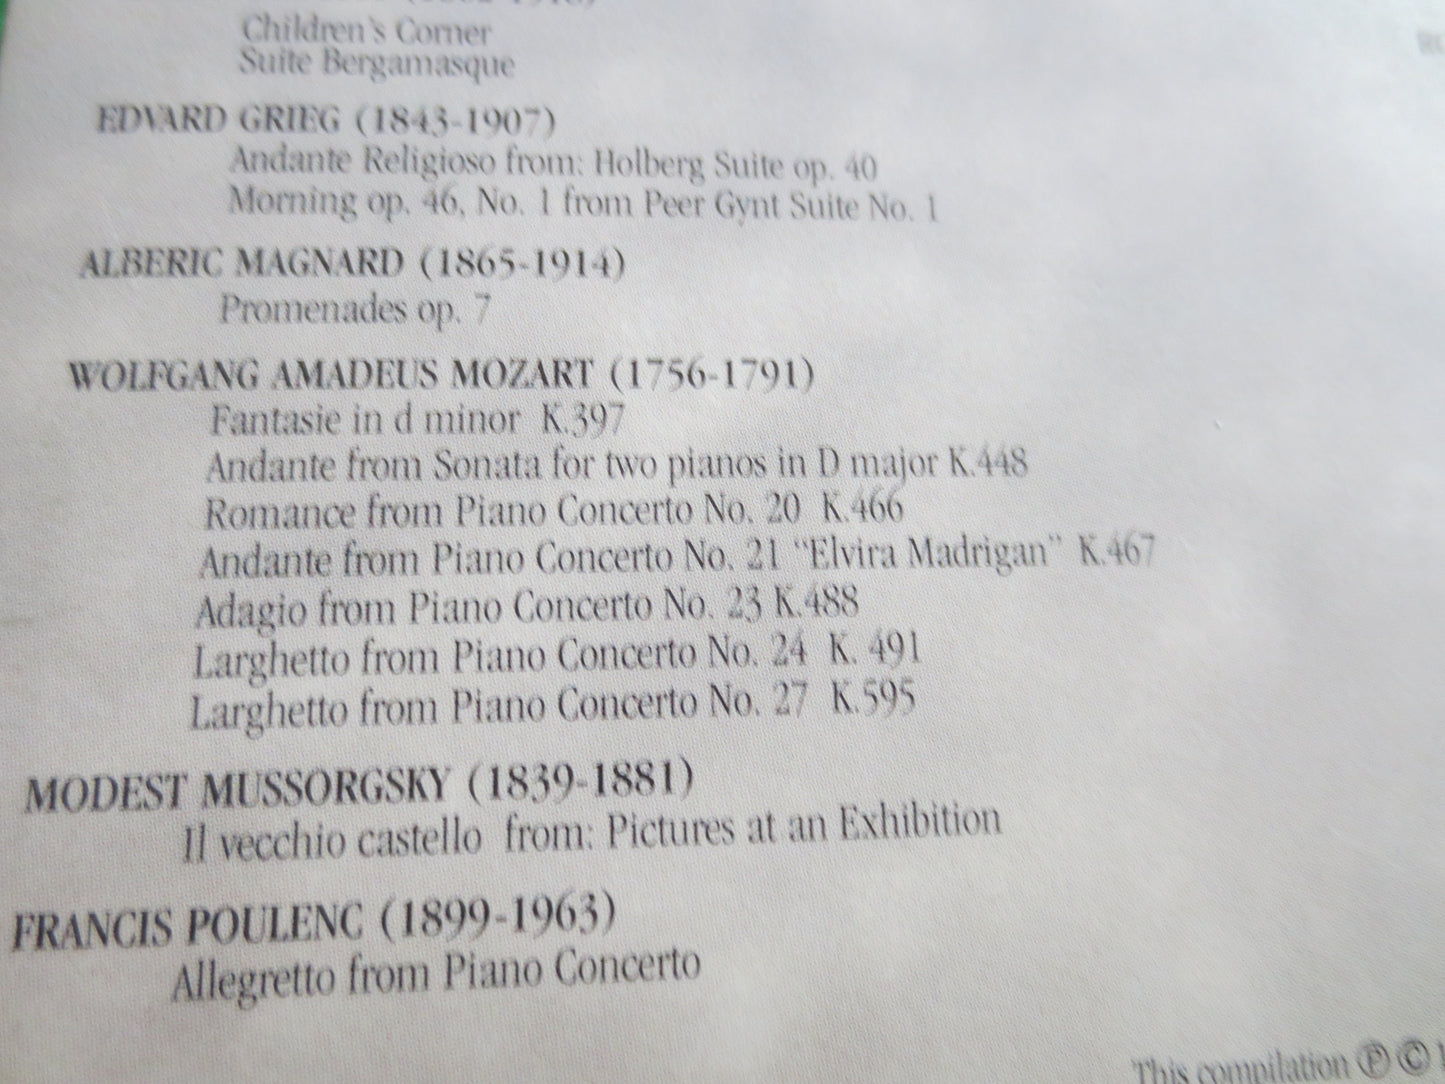 Children's Corner
Suite Bergamasque
EDVARD GRIEG (1843-1907)
Andante Religioso from: Holberg Suite op. 40
Morning op. 46, No. 1 from Peer Gynt Suite No. 1
ALBERIC MAGNARD (1865-1914)
Promenades op. 7
WOLFGANG AMADEUS MOZART (1756-1791)
Fantasie in d minor K.397
Andante from Sonata for two pianos in D major K.448
Romance from Piano Concerto No. 20 K.466
Andante from Piano Concerto No. 21 "Elvira Madrigan" K.467
Adagio from Piano Concerto No. 23 K.488
Larghetto from Piano Concerto No. 24 K. 491
Larghetto from Piano Concerto No. 27 K.595
MODEST MUSSORGSKY (1839-1881)
Il vecchio castello from: Pictures at an Exhibition
FRANCIS POULENC (1899-1963)
Allegretto from Piano Concerto
This compilation ℗ ©